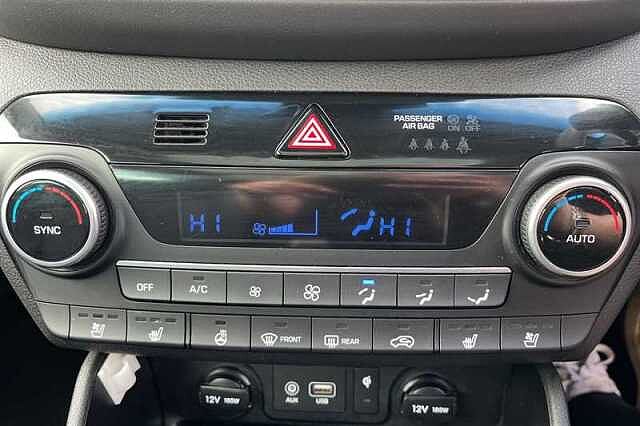 PASSENGER
AIR BAG ON OFF
HI HI
SYNC AUTO
OFF A/C
FRONT REAR
12V 180W AUX USB 12V 180W